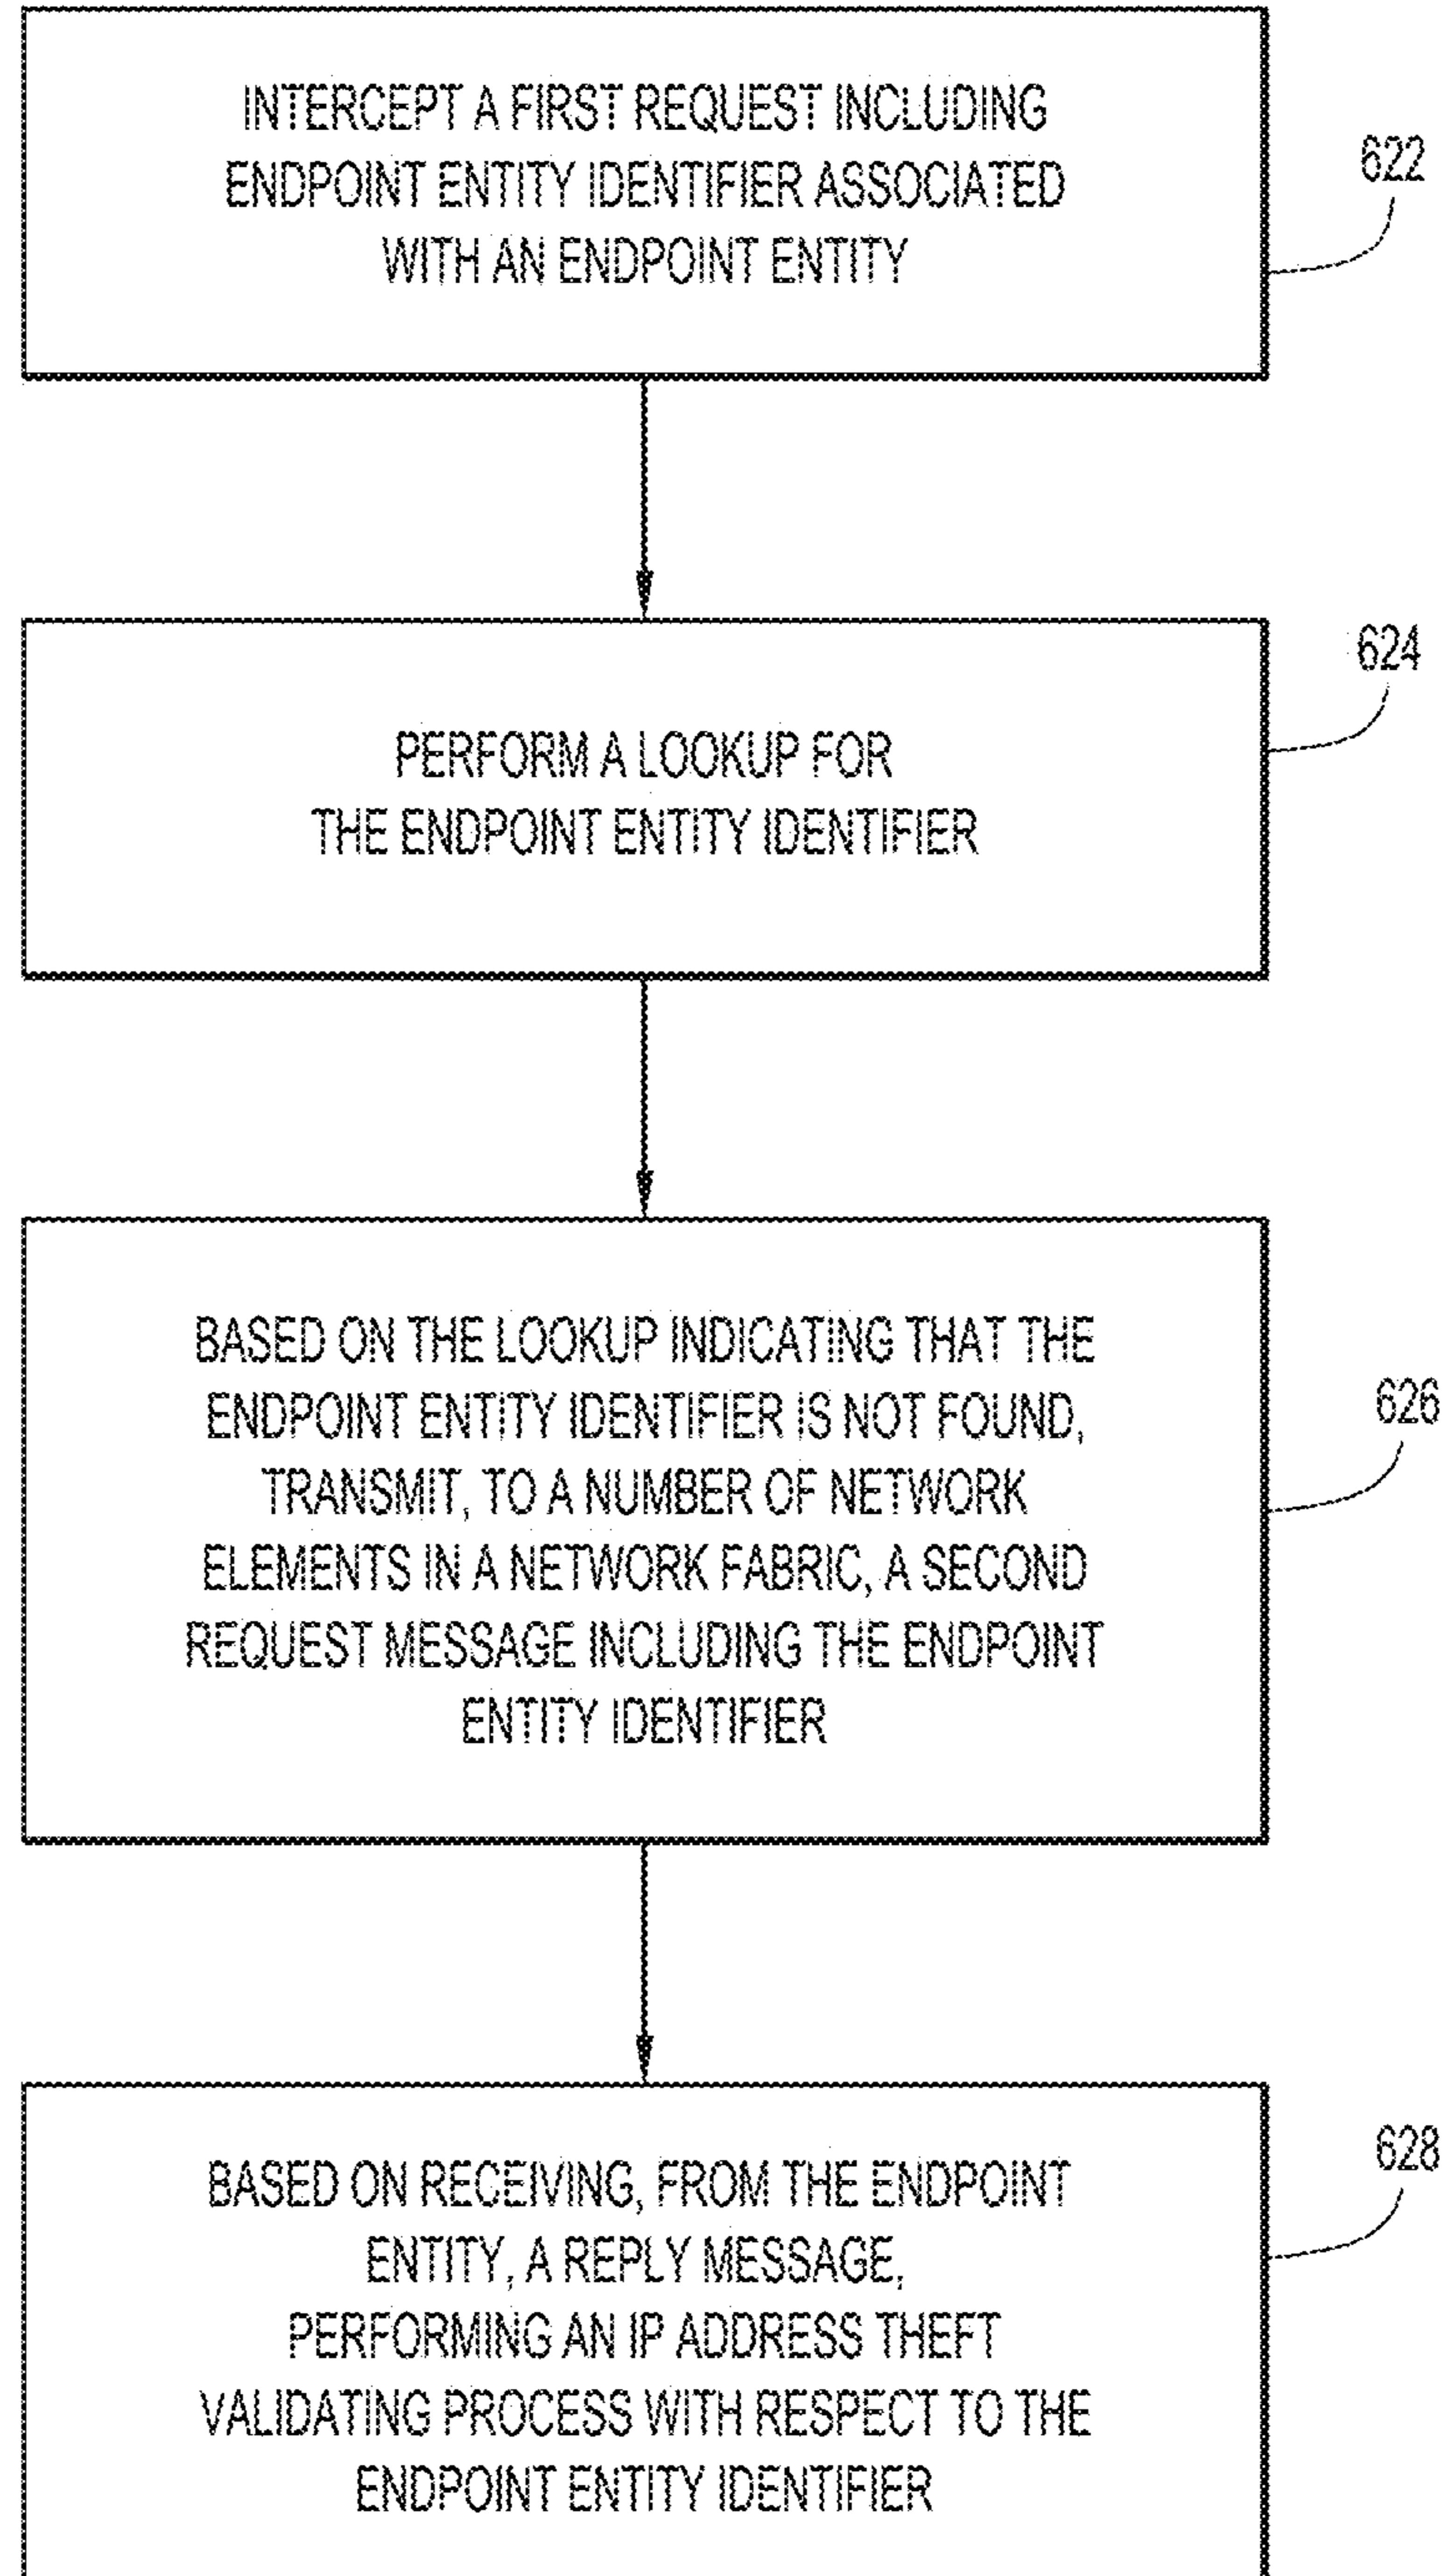 INTERCEPT A FIRST REQUEST INCLUDING
ENDPOINT ENTITY IDENTIFIER ASSOCIATED
WITH AN ENDPOINT ENTITY
622
PERFORM A LOOKUP FOR
THE ENDPOINT ENTITY IDENTIFIER
624
BASED ON THE LOOKUP INDICATING THAT THE
ENDPOINT ENTITY IDENTIFIER IS NOT FOUND,
TRANSMIT, TO A NUMBER OF NETWORK
ELEMENTS IN A NETWORK FABRIC, A SECOND
REQUEST MESSAGE INCLUDING THE ENDPOINT
ENTITY IDENTIFIER
626
BASED ON RECEIVING, FROM THE ENDPOINT
ENTITY, A REPLY MESSAGE,
PERFORMING AN IP ADDRESS THEFT
VALIDATING PROCESS WITH RESPECT TO THE
ENDPOINT ENTITY IDENTIFIER
628